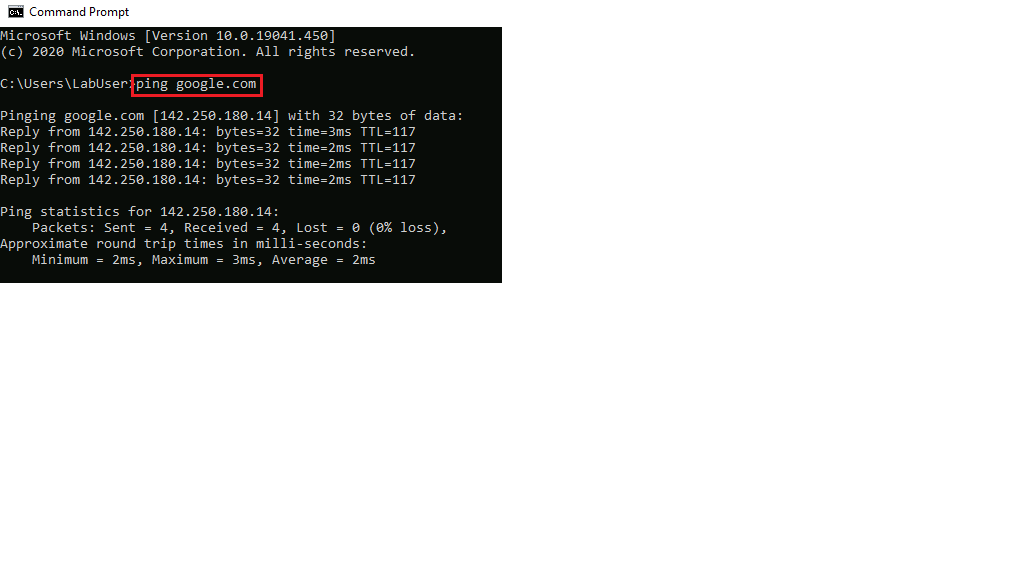 Command Prompt
Microsoft Windows [Version 10.0.19041.450]
(c) 2020 Microsoft Corporation. All rights reserved.
C:\Users\LabUser>ping google.com
Pinging google.com [142.250.180.14] with 32 bytes of data:
Reply from 142.250.180.14: bytes=32 time=3ms TTL=117
Reply from 142.250.180.14: bytes=32 time=2ms TTL=117
Reply from 142.250.180.14: bytes=32 time=2ms TTL=117
Reply from 142.250.180.14: bytes=32 time=2ms TTL=117
Ping statistics for 142.250.180.14:
Packets: Sent = 4, Received = 4, Lost = 0 (0% loss),
Approximate round trip times in milli-seconds:
Minimum = 2ms, Maximum = 3ms, Average = 2ms